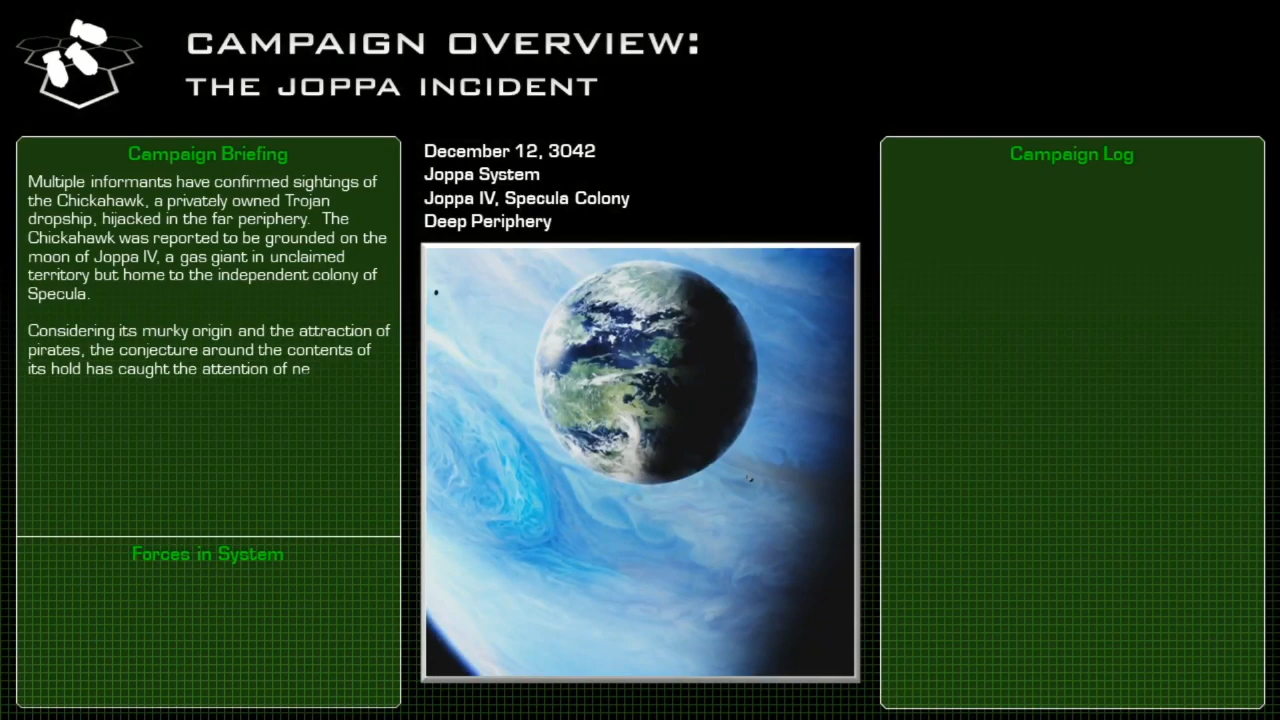 CAMPAIGN OVERVIEW:
THE JOPPA INCIDENT
Campaign Briefing
Multiple informants have confirmed sightings of
the Chickahawk, a privately owned Trojan
dropship, hijacked in the far periphery.  The
Chickahawk was reported to be grounded on the
moon of Joppa IV, a gas giant in unclaimed
territory but home to the independent colony of
Specula.
Considering its murky origin and the attraction of
pirates, the conjecture around the contents of
its hold has caught the attention of ne
Forces in System
December 12, 3042
Joppa System
Joppa IV, Specula Colony
Deep Periphery
Campaign Log